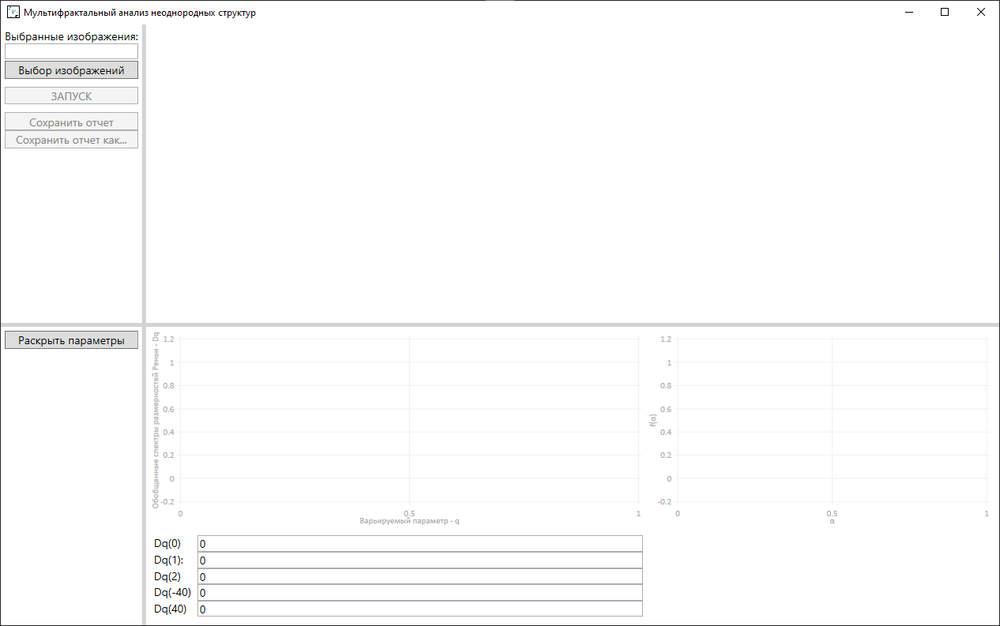 Мультифрактальный анализ неоднородных структур
Выбранные изображения:
Выбор изображений
ЗАПУСК
Сохранить отчет
Сохранить отчет как...
Раскрыть параметры
Обобщенные спектры размерностей Реньи - Dq
1.2
1
0.8
0.6
0.4
0.2
0
-0.2
0
0.5
1
Варьируемый параметр - q
f(α)
1.2
1
0.8
0.6
0.4
0.2
0
-0.2
0
0.5
1
α
Dq(0) 0
Dq(1): 0
Dq(2) 0
Dq(-40) 0
Dq(40) 0